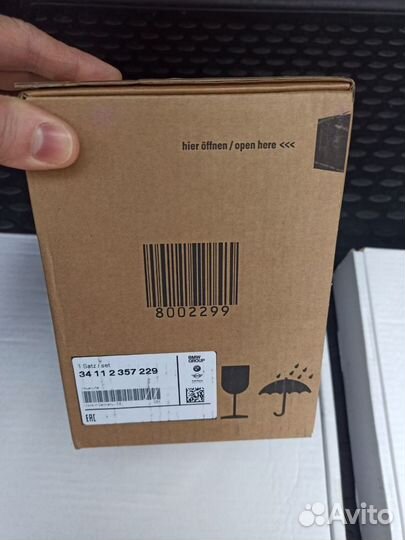 hier öffnen / open here <<<
8002299
1 Satz / set
34 11 2 357 229
BMW
GROUP
EAC
Avito